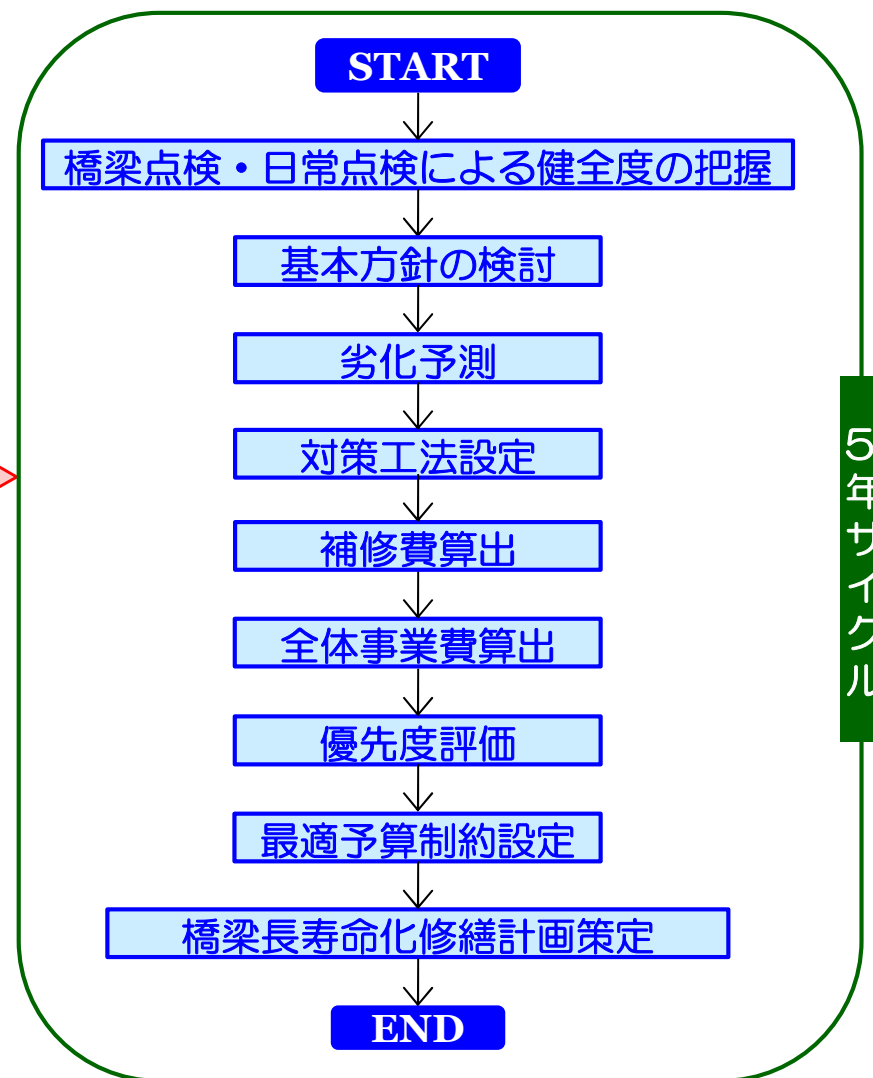 START
橋梁点検・日常点検による健全度の把握
基本方針の検討
劣化予測
対策工法設定
補修費算出
全体事業費算出
優先度評価
最適予算制約設定
橋梁長寿命化修繕計画策定
END
5年サイクル